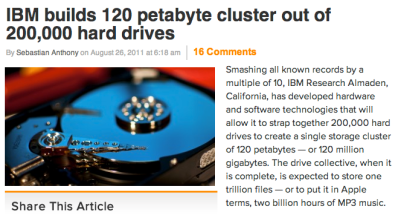 IBM builds 120 petabyte cluster out of
200,000 hard drives
By Sebastian Anthony on August 26, 2011 at 6:18 am
16 Comments
Smashing all known records by a
multiple of 10, IBM Research Almaden,
California, has developed hardware
and software technologies that will
allow it to strap together 200,000 hard
drives to create a single storage cluster
of 120 petabytes — or 120 million
gigabytes. The drive collective, when it
is complete, is expected to store one
trillion files — or to put it in Apple
terms, two billion hours of MP3 music.
Share This Article